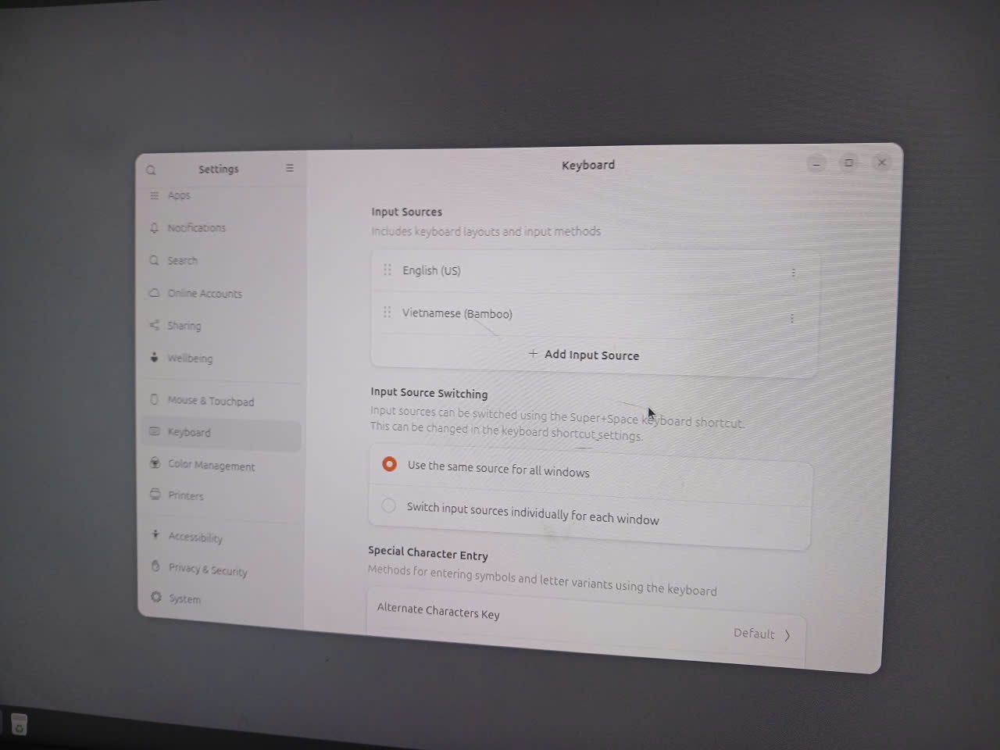 Settings
Apps
Notifications
Search
Online Accounts
Sharing
Wellbeing
Mouse & Touchpad
Keyboard
Color Management
Printers
Accessibility
Privacy & Security
System
Keyboard
Input Sources
Includes keyboard layouts and input methods
English (US)
Vietnamese (Bamboo)
+ Add Input Source
Input Source Switching
Input sources can be switched using the Super+Space keyboard shortcut.
This can be changed in the keyboard shortcut settings.
Use the same source for all windows
Switch input sources individually for each window
Special Character Entry
Methods for entering symbols and letter variants using the keyboard
Alternate Characters Key
Default